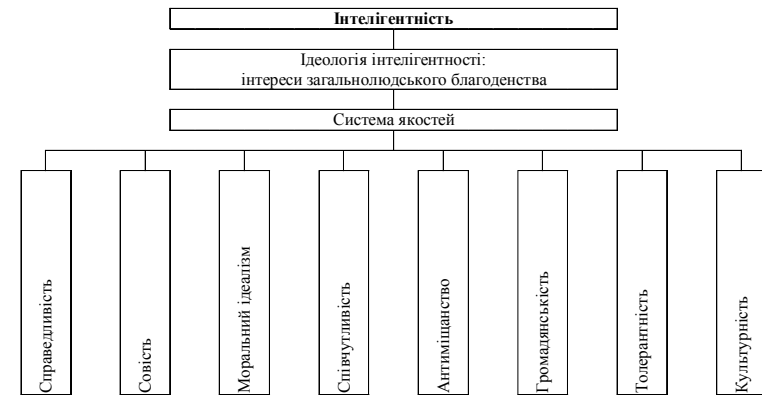 Інтелігентність
Ідеологія інтелігентності:
інтереси загальнолюдського благоденства
Система якостей
Справедливість
Совість
Моральний ідеалізм
Співчутливість
Антиміщанство
Громадянськість
Толерантність
Культурність